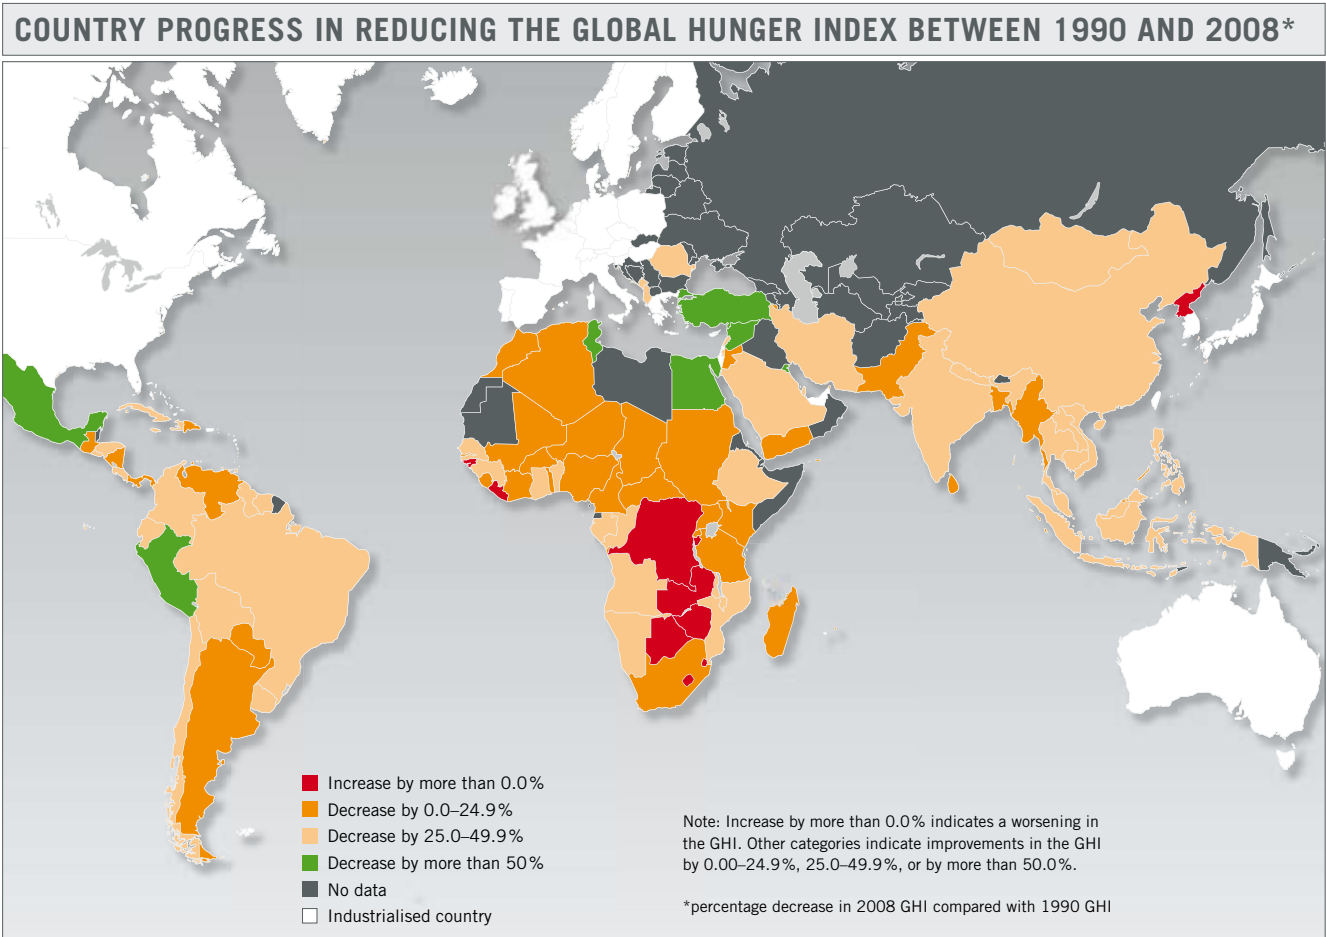 COUNTRY PROGRESS IN REDUCING THE GLOBAL HUNGER INDEX BETWEEN 1990 AND 2008*
Increase by more than 0.0%
Decrease by 0.0–24.9%
Decrease by 25.0–49.9%
Decrease by more than 50%
No data
Industrialised country
Note: Increase by more than 0.0% indicates a worsening in
the GHI. Other categories indicate improvements in the GHI
by 0.00–24.9%, 25.0–49.9%, or by more than 50.0%.
*percentage decrease in 2008 GHI compared with 1990 GHI